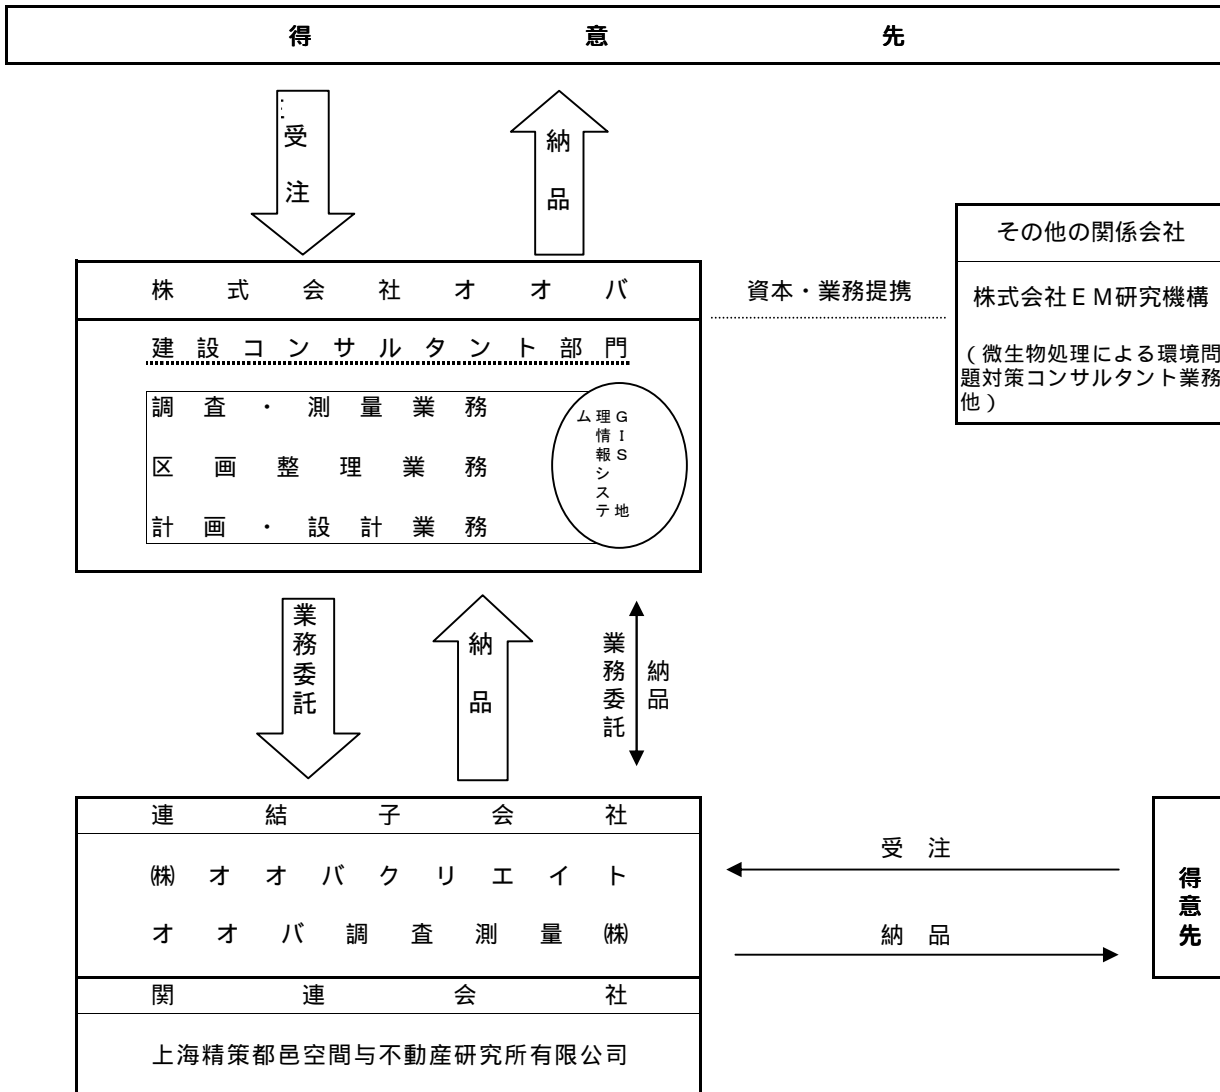 得意先
受注
納品
株式会社オオバ
資本・業務提携
その他の関係会社
株式会社ＥＭ研究機構
（微生物処理による環境問
題対策コンサルタント業務
他）
建設コンサルタント部門
調査・測量業務
区画整理業務
計画・設計業務
ＧＩＳ　地
理情報システ
ム
業務委託
納品
業務委託
納品
連結子会社
㈱オオバクリエイト
オオバ調査測量㈱
受注
納品
得意先
関連会社
上海精策都邑空間与不動産研究所有限公司